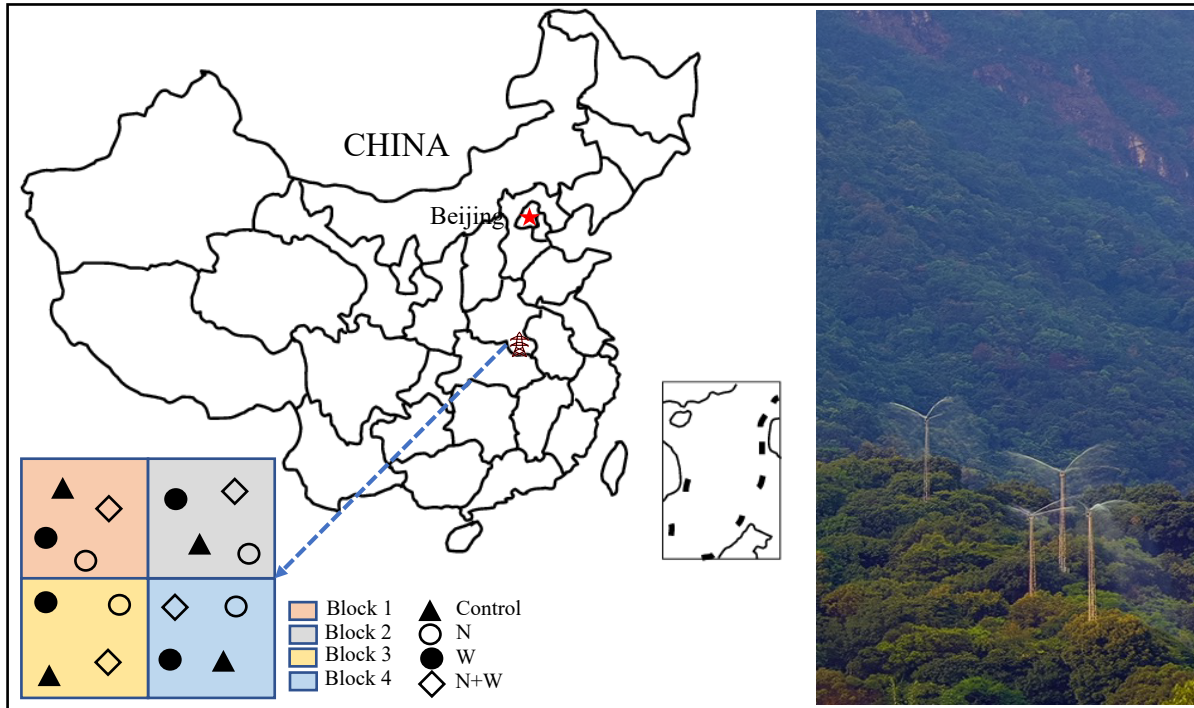 CHINA
Beijing
Block 1
Block 2
Block 3
Block 4
Control
N
W
N+W